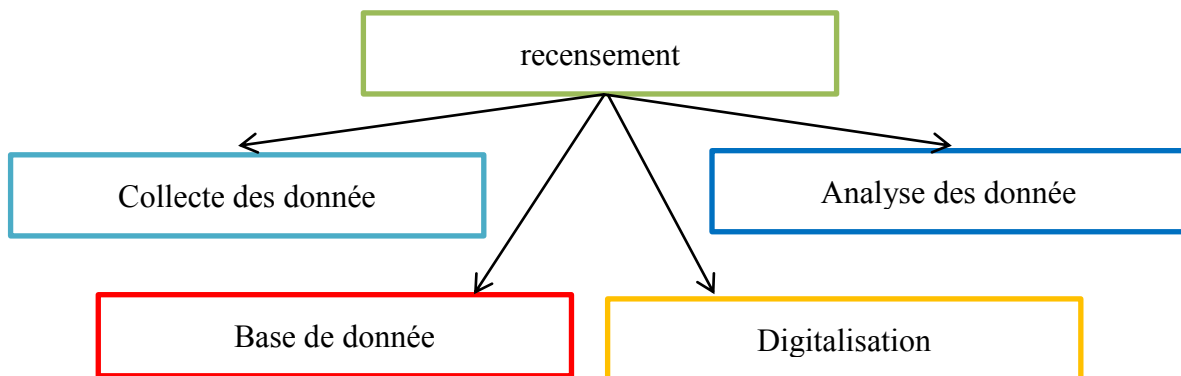 recensement
Collecte des donnée
Analyse des donnée
Base de donnée
Digitalisation